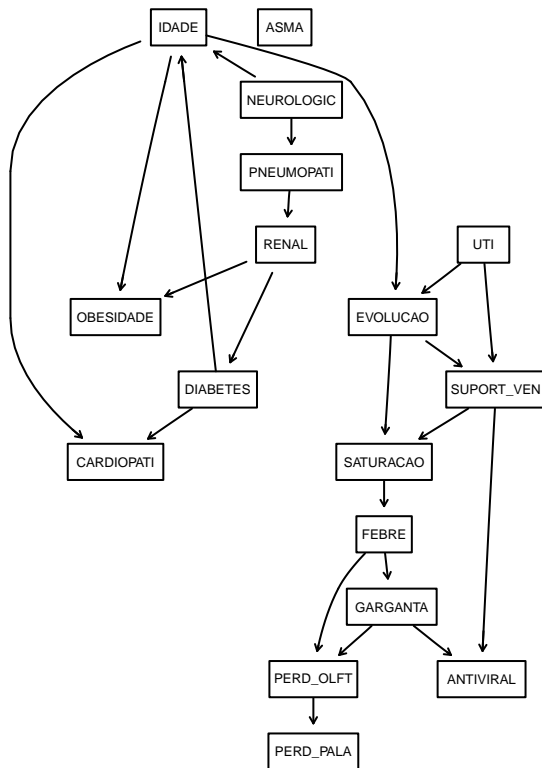 IDADE
ASMA
NEUROLOGIC
PNEUMOPATI
RENAL
UTI
OBESIDADE
EVOLUCAO
DIABETES
SUPORT_VEN
CARDIOPATI
SATURACAO
FEBRE
GARGANTA
PERD_OLFT
ANTIVIRAL
PERD_PALA